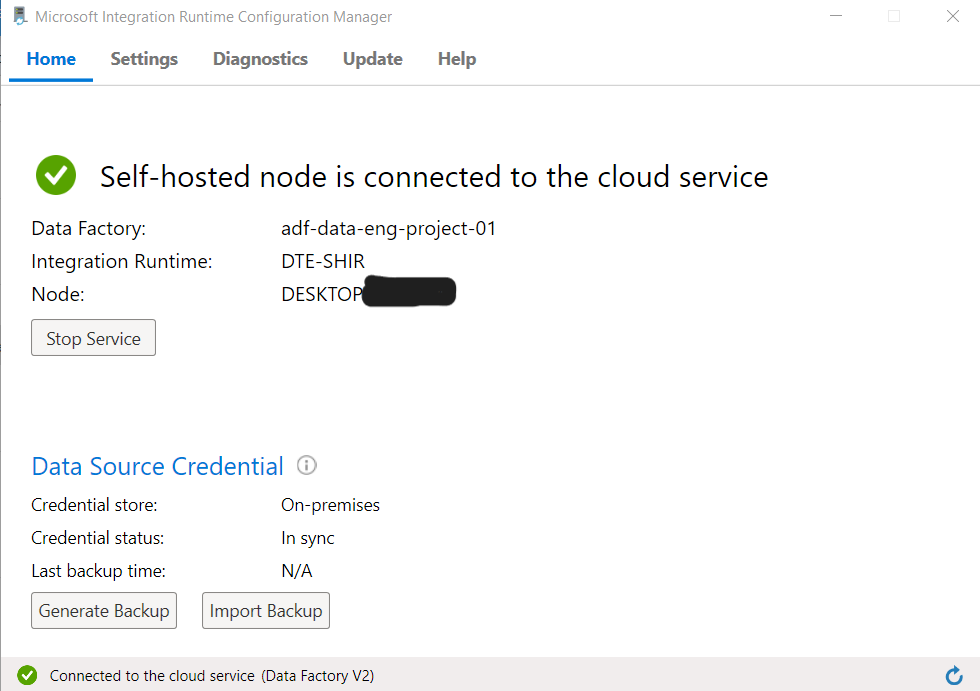 Microsoft Integration Runtime Configuration Manager
Home Settings Diagnostics Update Help
Self-hosted node is connected to the cloud service
Data Factory: adf-data-eng-project-01
Integration Runtime: DTE-SHIR
Node: DESKTOP
Stop Service
Data Source Credential
Credential store: On-premises
Credential status: In sync
Last backup time: N/A
Generate Backup Import Backup
Connected to the cloud service (Data Factory V2)